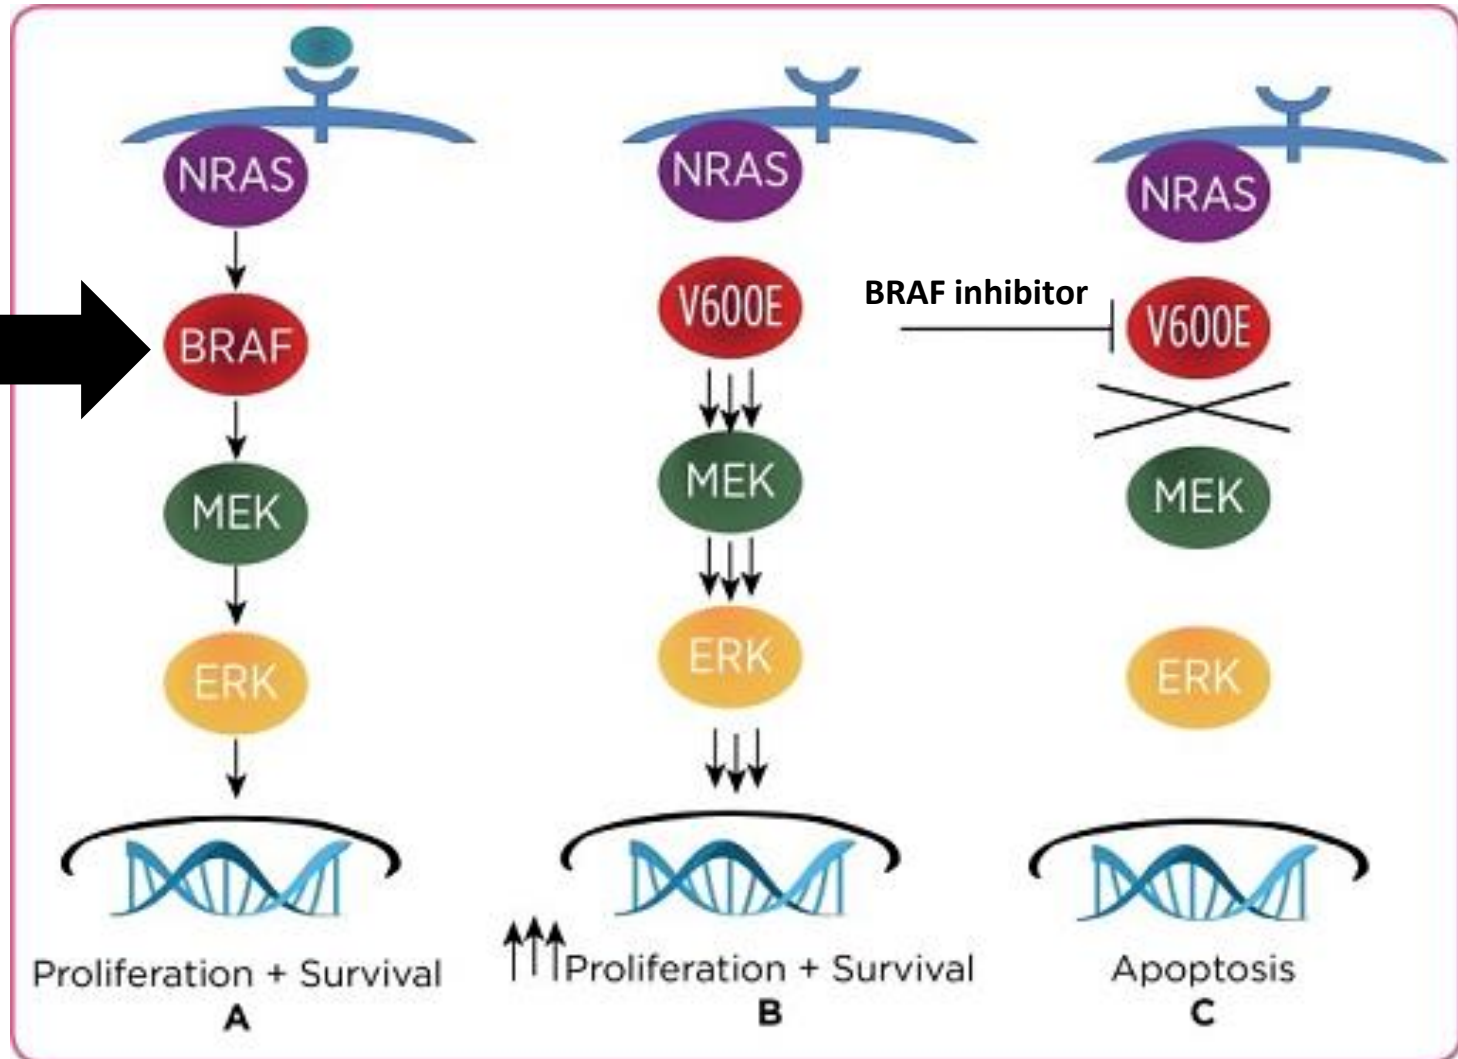 NRAS
BRAF
MEK
ERK
Proliferation + Survival
A
NRAS
V600E
MEK
ERK
Proliferation + Survival
B
BRAF inhibitor
NRAS
V600E
MEK
ERK
Apoptosis
C